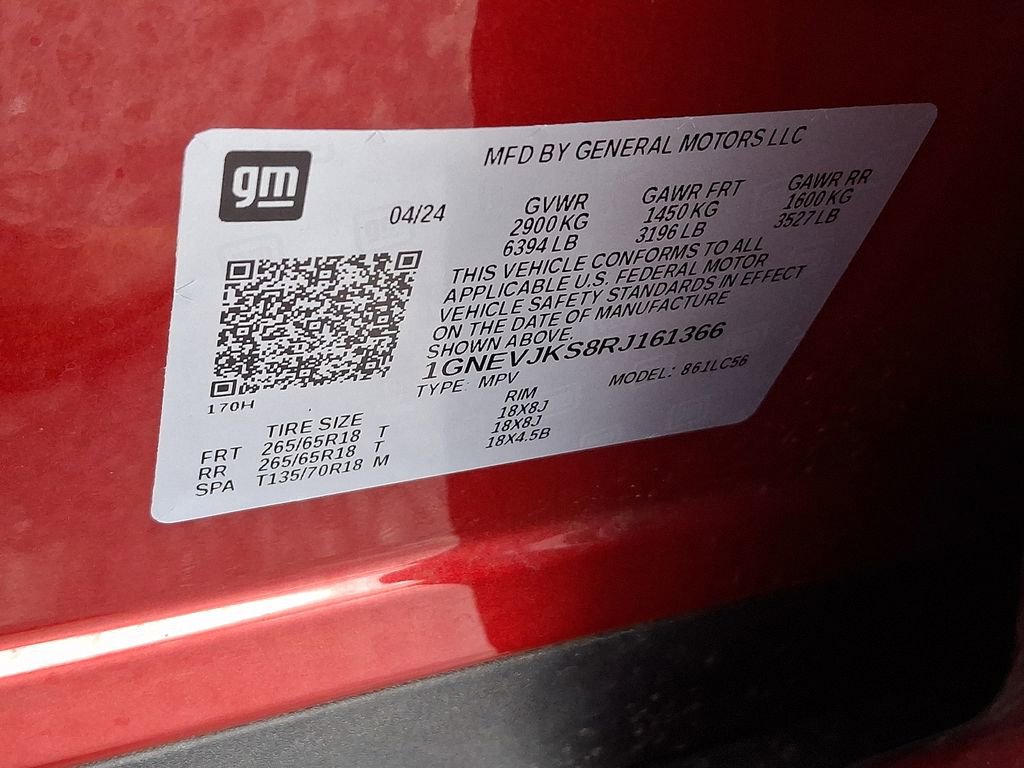 gm
MFD BY GENERAL MOTORS LLC
04/24 GVWR GAWR FRT GAWR RR
2900KG 1450 KG 1600 KG
6394 LB 3196 LB 3527 LB
THIS VEHICLE CONFORMS TO ALL
APPLICABLE U.S. FEDERAL MOTOR
VEHICLE SAFETY STANDARDS IN EFFECT
ON THE DATE OF MANUFACTURE
SHOWN ABOVE.
1GNEVJKS8RJ161366
TYPE: MPV MODEL: 861LC56
170H
TIRE SIZE RIM
FRT 265/65R18 T 18X8J
RR 265/65R18 T 18X8J
SPA T135/70R18 M 18X4.5B